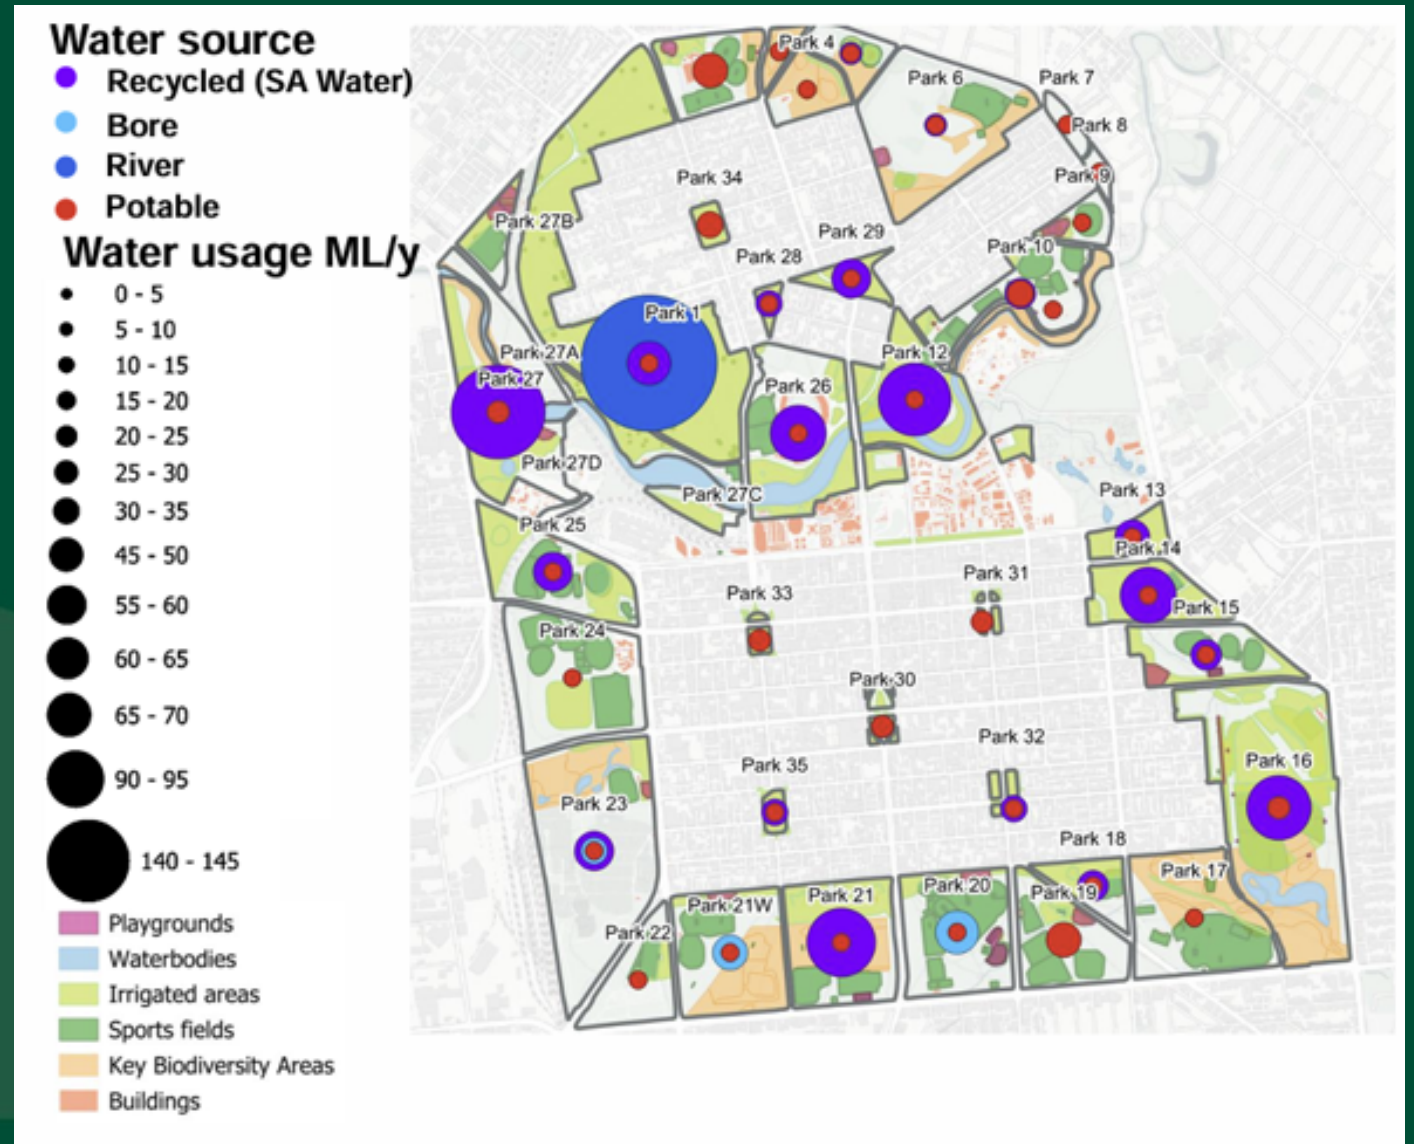 Water source
Recycled (SA Water)
Bore
River
Potable
Water usage ML/y
0 - 5
5 - 10
10 - 15
15 - 20
20 - 25
25 - 30
30 - 35
45 - 50
55 - 60
60 - 65
65 - 70
90 - 95
140 - 145
Playgrounds
Waterbodies
Irrigated areas
Sports fields
Key Biodiversity Areas
Buildings
Park 4
Park 6
Park 7
Park 8
Park 9
Park 34
Park 27B
Park 29
Park 10
Park 28
Park 1
Park 27A
Park 12
Park 27
Park 26
Park 27D
Park 27C
Park 13
Park 25
Park 14
Park 31
Park 33
Park 15
Park 24
Park 30
Park 32
Park 35
Park 16
Park 23
Park 18
Park 17
Park 20
Park 19
Park 21
Park 21W
Park 22